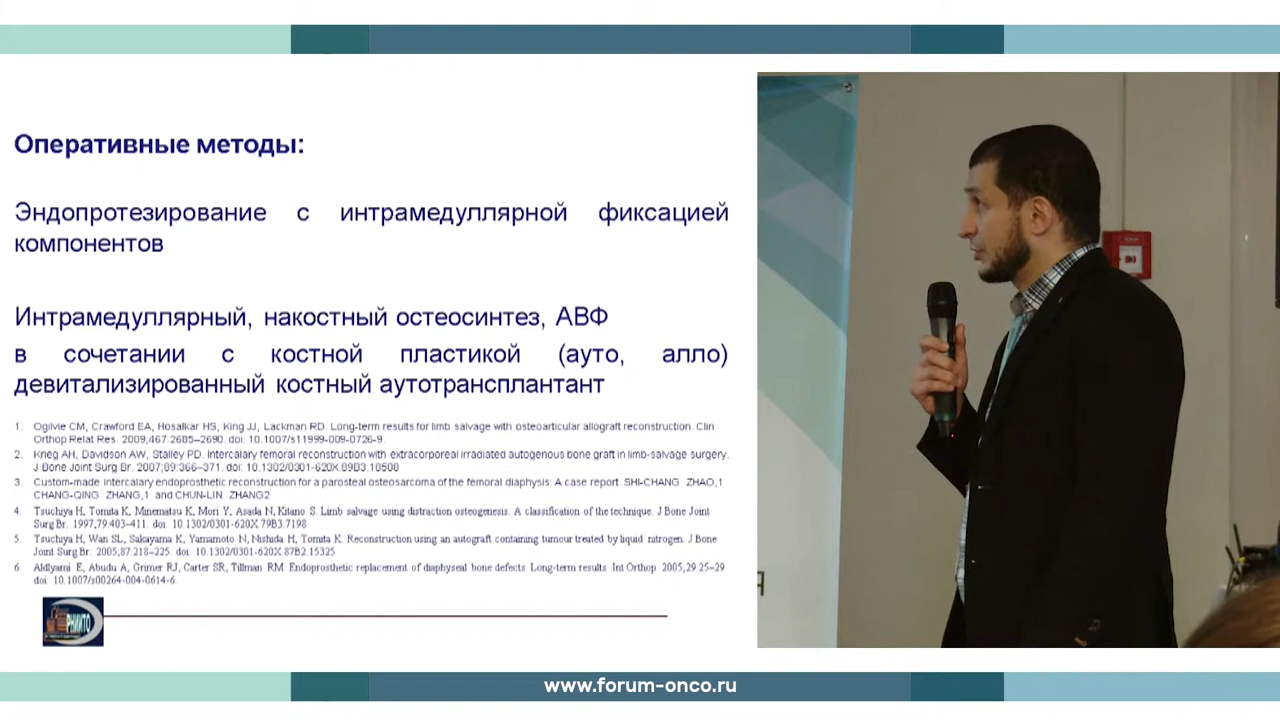 Оперативные методы:
Эндопротезирование с интрамедуллярной фиксацией
компонентов
Интрамедуллярный, накостный остеосинтез, АВФ
в сочетании с костной пластикой (ауто, алло)
девитализированный костный аутотрансплантант
1. Ogilvie CM, Crawford EA, Hosalkar HS, King JJ, Lackman RD. Long-term results for limb salvage with osteoarticular allograft reconstruction. Clin
Orthop Relat Res. 2009,467:2685–2690. doi: 10.1007/s11999-009-0726-9.
2. Krieg AH, Davidson AW, Stalley PD. Intercalary femoral reconstruction with extracorporeal irradiated autogenous bone graft in limb-salvage surgery.
J Bone Joint Surg Br. 2007;89:366–371. doi: 10.1302/0301-620X.89B3.18508
3. Custom-made intercalary endoprosthetic reconstruction for a parosteal osteosarcoma of the femoral diaphysis: A case report. SHI-CHANG ZHAO,1
CHANG-QING ZHANG,1 and CHUN-LIN ZHANG2
4. Tsuchiya H, Tomita K, Minematsu K, Mori Y, Asada N, Kitano S. Limb salvage using distraction osteogenesis. A classification of the technique. J Bone Joint
Surg Br. 1997;79:403–411. doi: 10.1302/0301-620X.79B3.7198
5. Tsuchiya H, Wan SL, Sakayama K, Yamamoto N, Nishida H, Tomita K. Reconstruction using an autograft containing tumour treated by liquid nitrogen. J Bone
Joint Surg Br. 2005;87:218–225. doi: 10.1302/0301-620X.87B2.15325
6. Aldlyami E, Abudu A, Grimer RJ, Carter SR, Tillman RM. Endoprosthetic replacement of diaphyseal bone defects. Long-term results. Int Orthop. 2005;29:25–29
doi: 10.1007/s00264-004-0614-6.
РНИИТО
www.forum-onco.ru